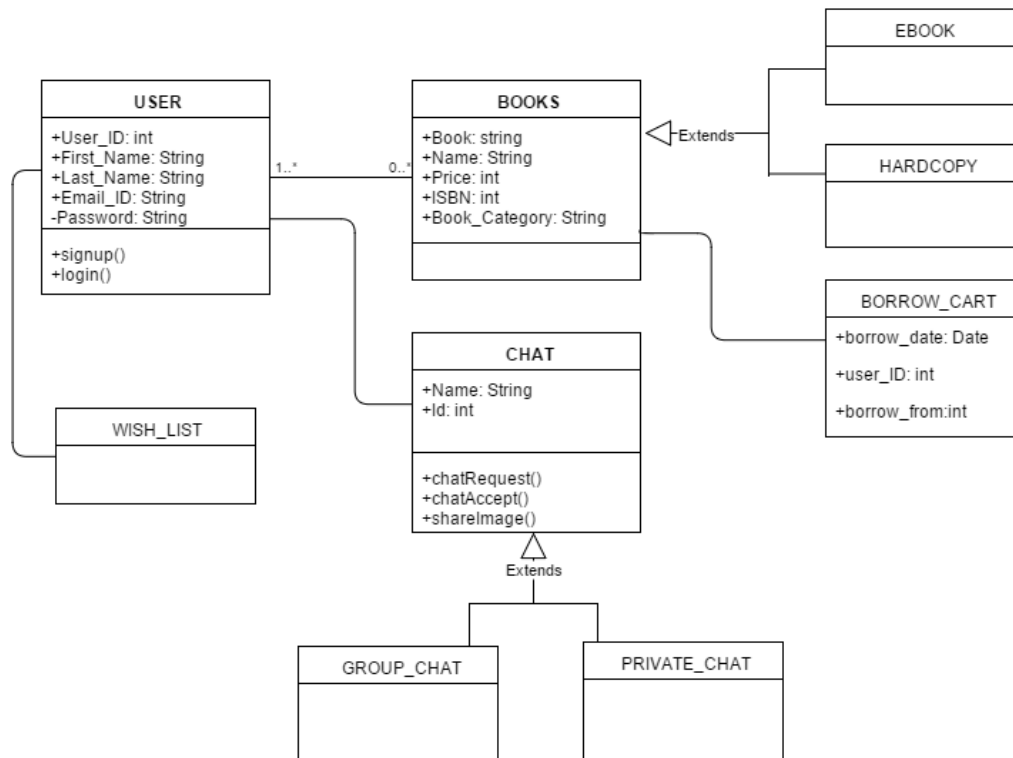 EBOOK
USER
+User_ID: int
+First_Name: String
+Last_Name: String
+Email_ID: String
-Password: String
+signup()
+login()
1..*
0..*
BOOKS
+Book: string
+Name: String
+Price: int
+ISBN: int
+Book_Category: String
Extends
HARDCOPY
BORROW_CART
+borrow_date: Date
+user_ID: int
+borrow_from:int
CHAT
+Name: String
+Id: int
+chatRequest()
+chatAccept()
+shareImage()
WISH_LIST
Extends
GROUP_CHAT
PRIVATE_CHAT